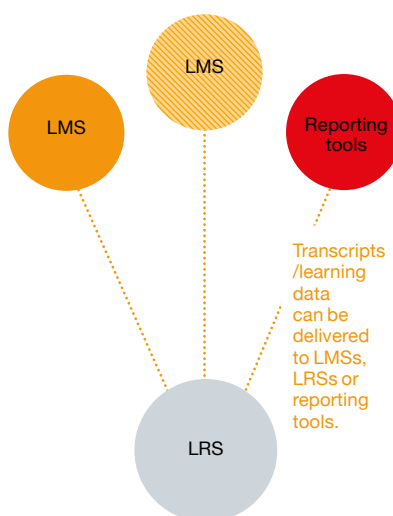 LMS
LMS
Reporting
tools
Transcripts
/learning
data
can be
delivered
to LMSs,
LRSs or
reporting
tools.
LRS